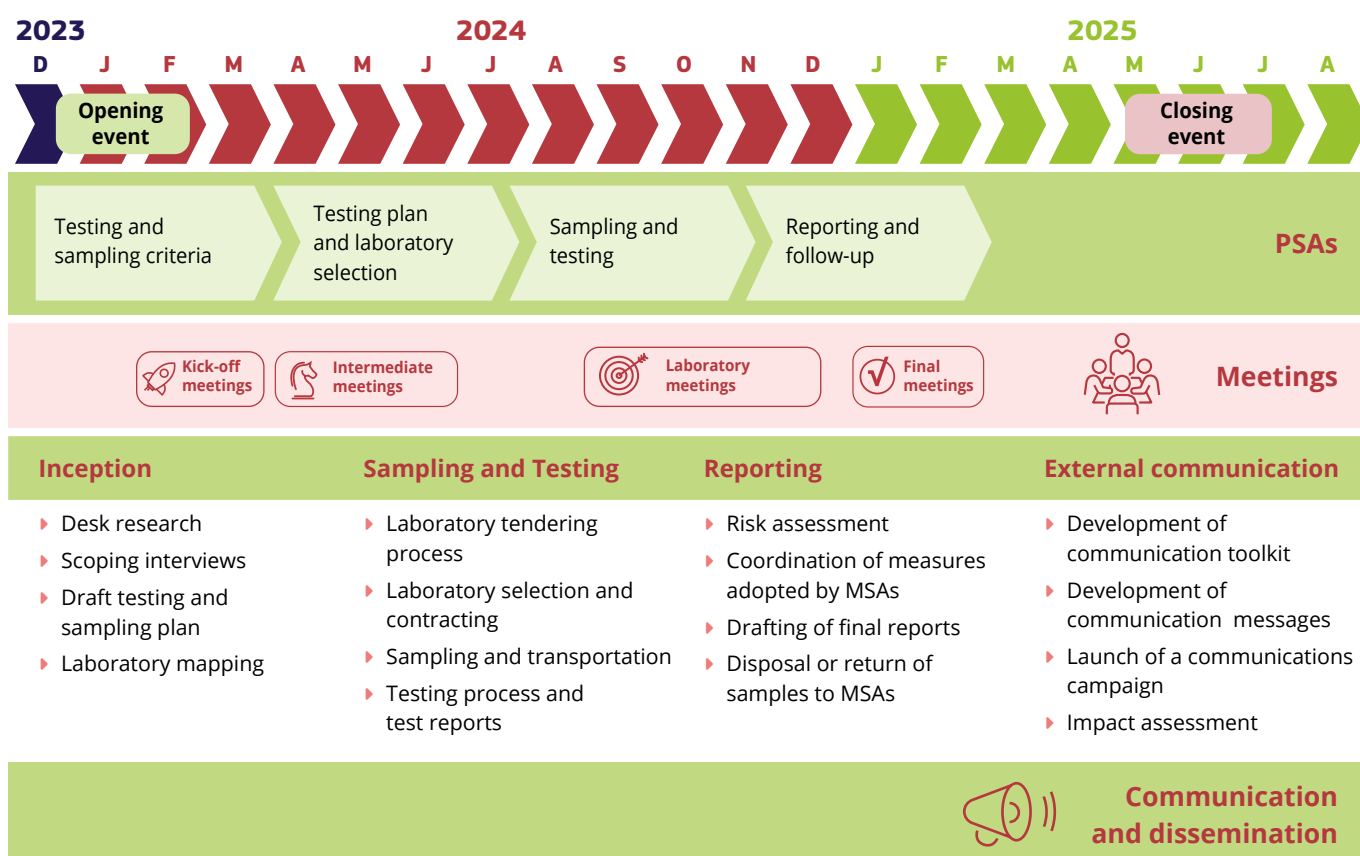 2023 2024 2025
D J F M A M J J A S O N D J F M A M J J A
Opening
event
Closing
event
Testing and
sampling criteria
Testing plan
and laboratory
selection
Sampling and
testing
Reporting and
follow-up
PSAs
Kick-off
meetings
Intermediate
meetings
Laboratory
meetings
Final
meetings
Meetings
Inception
Desk research
Scoping interviews
Draft testing and
sampling plan
Laboratory mapping
Sampling and Testing
Laboratory tendering
process
Laboratory selection and
contracting
Sampling and transportation
Testing process and
test reports
Reporting
Risk assessment
Coordination of measures
adopted by MSAs
Drafting of final reports
Disposal or return of
samples to MSAs
External communication
Development of
communication toolkit
Development of
communication messages
Launch of a communications
campaign
Impact assessment
Communication
and dissemination